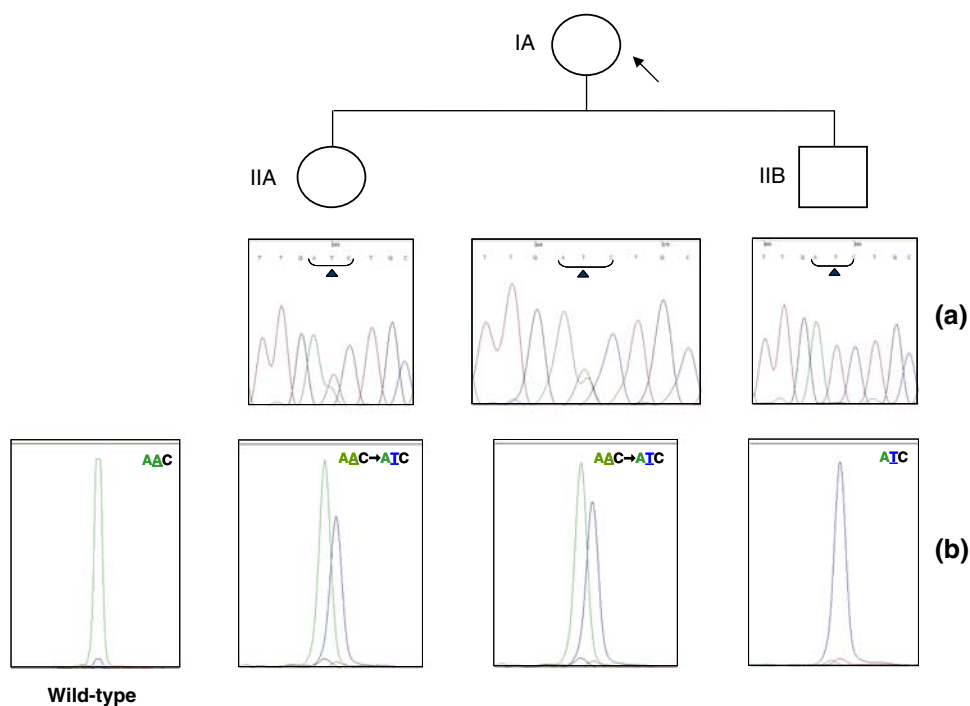 IA
IIA
IIB
T T G A T C T G C
T T G A T C T G C
T T G A T C T G C
(a)
AAC
AAC→ATC
AAC→ATC
ATC
(b)
Wild-type